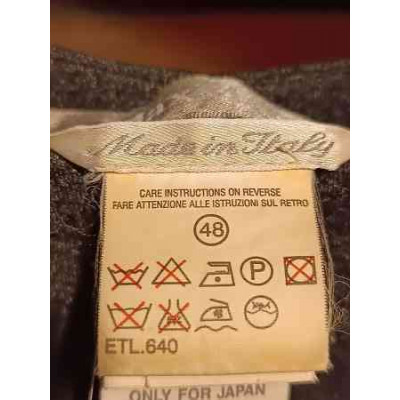 Made in Italy
CARE INSTRUCTIONS ON REVERSE
FARE ATTENZIONE ALLE ISTRUZIONI SUL RETRO
48
P
ETL.640
ONLY FOR JAPAN